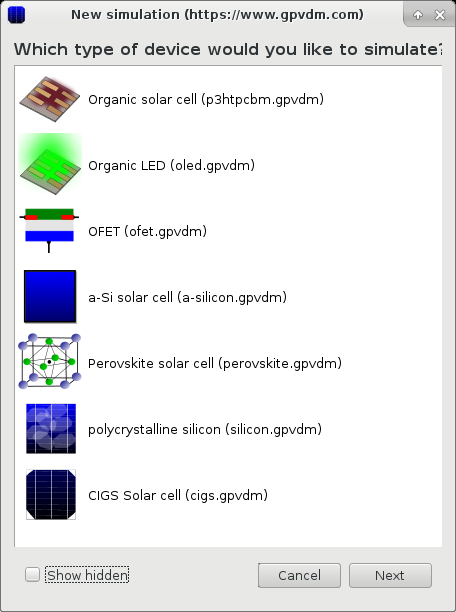 New simulation (https://www.gpvdm.com)
Which type of device would you like to simulate?
Organic solar cell (p3htpcbm.gpvdm)
Organic LED (oled.gpvdm)
OFET (ofet.gpvdm)
a-Si solar cell (a-silicon.gpvdm)
Perovskite solar cell (perovskite.gpvdm)
polycrystalline silicon (silicon.gpvdm)
CIGS Solar cell (cigs.gpvdm)
Show hidden
Cancel
Next